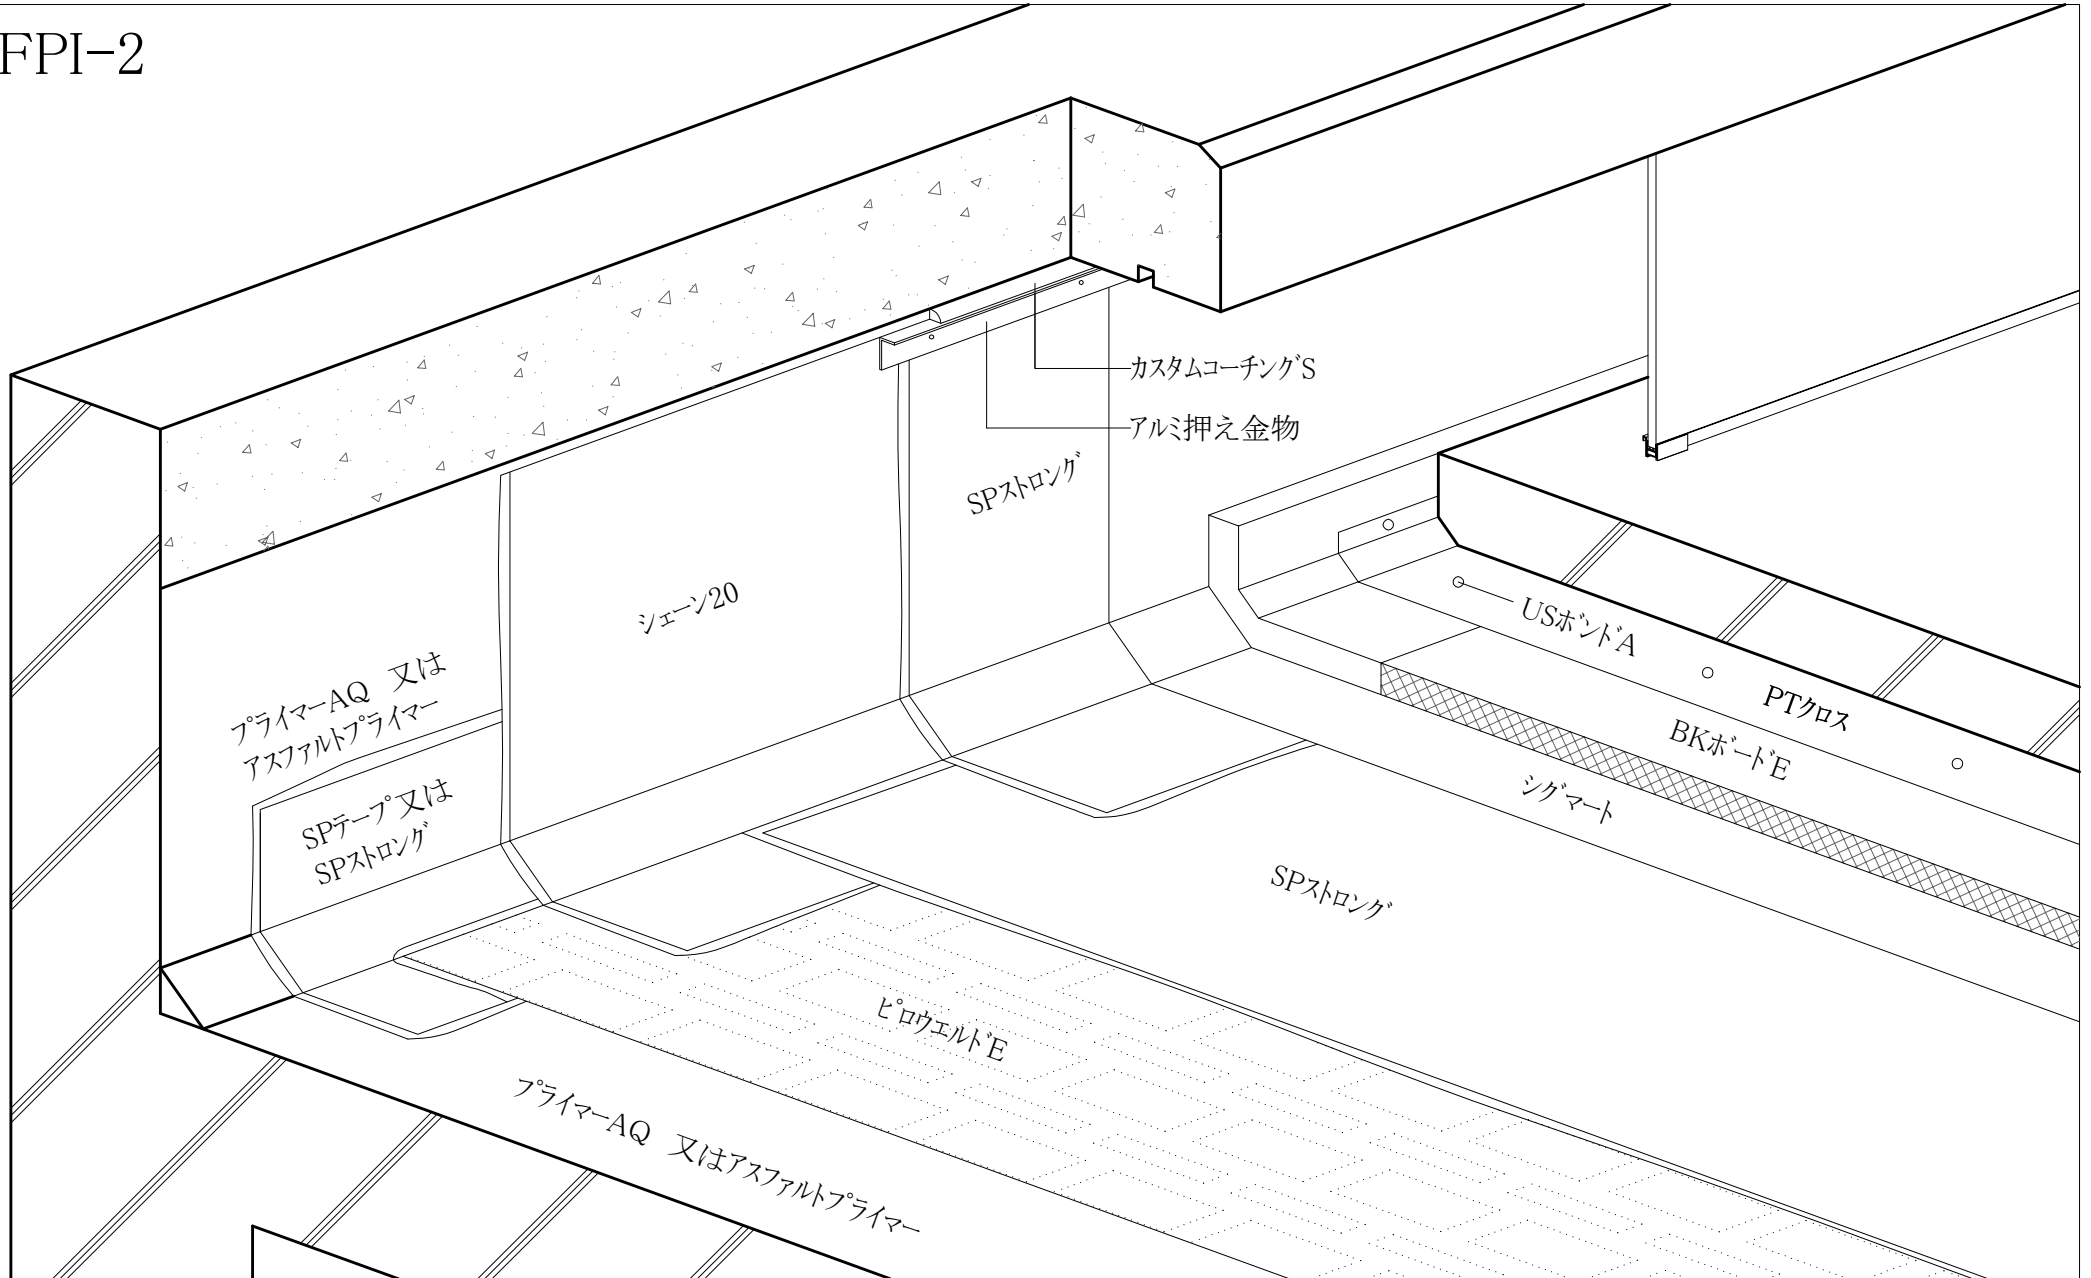 FPI-2
カスタムコーチングS
アルミ押え金物
SPストロング
シェーン20
USボンドA
PTクロス
BKボードE
シグマート
プライマーAQ 又は
アスファルトプライマー
SPテープ又は
SPストロング
SPストロング
ピロウエルドE
プライマーAQ 又はアスファルトプライマー